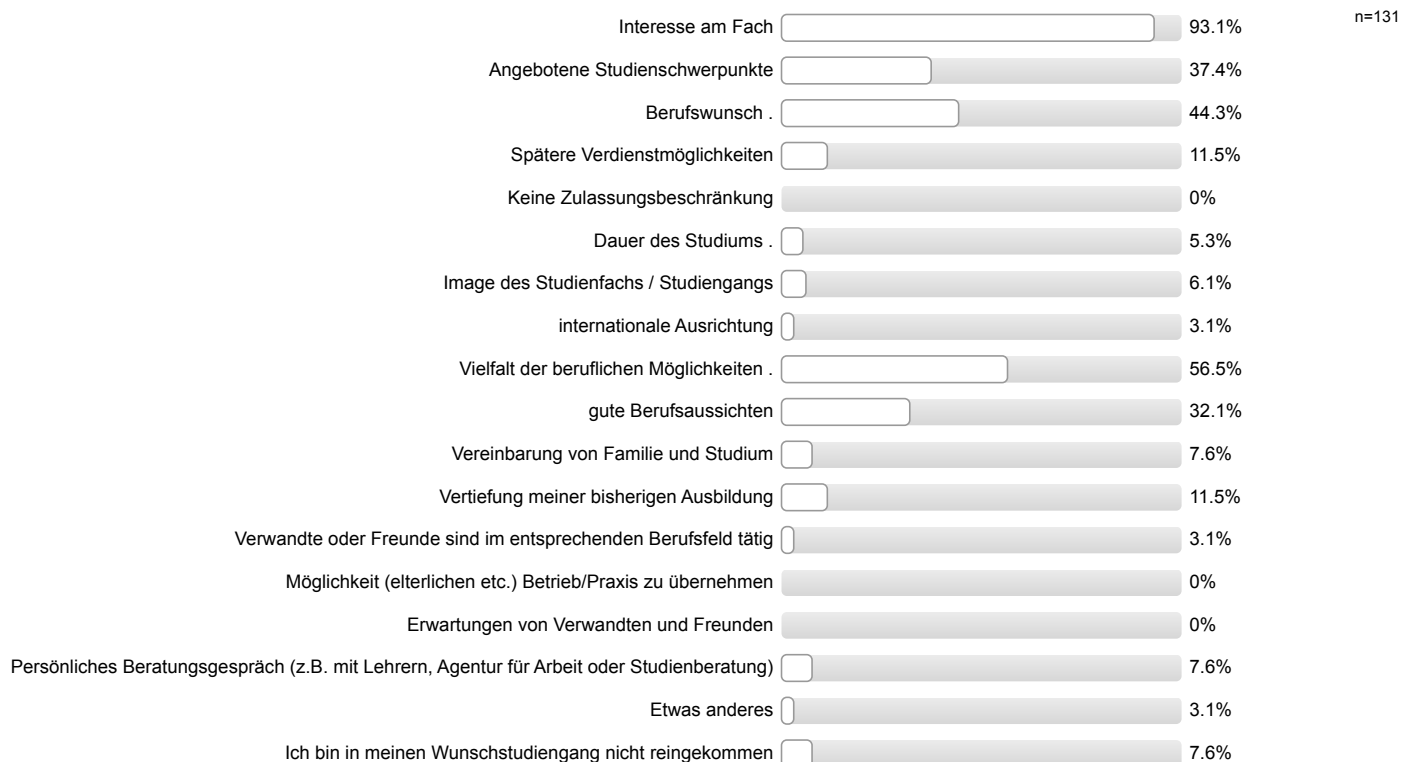 n=131
Interesse am Fach 93.1%
Angebotene Studienschwerpunkte 37.4%
Berufswunsch . 44.3%
Spätere Verdienstmöglichkeiten 11.5%
Keine Zulassungsbeschränkung 0%
Dauer des Studiums . 5.3%
Image des Studienfachs / Studiengangs 6.1%
internationale Ausrichtung 3.1%
Vielfalt der beruflichen Möglichkeiten . 56.5%
gute Berufsaussichten 32.1%
Vereinbarung von Familie und Studium 7.6%
Vertiefung meiner bisherigen Ausbildung 11.5%
Verwandte oder Freunde sind im entsprechenden Berufsfeld tätig 3.1%
Möglichkeit (elterlichen etc.) Betrieb/Praxis zu übernehmen 0%
Erwartungen von Verwandten und Freunden 0%
Persönliches Beratungsgespräch (z.B. mit Lehrern, Agentur für Arbeit oder Studienberatung) 7.6%
Etwas anderes 3.1%
Ich bin in meinen Wunschstudiengang nicht reingekommen 7.6%